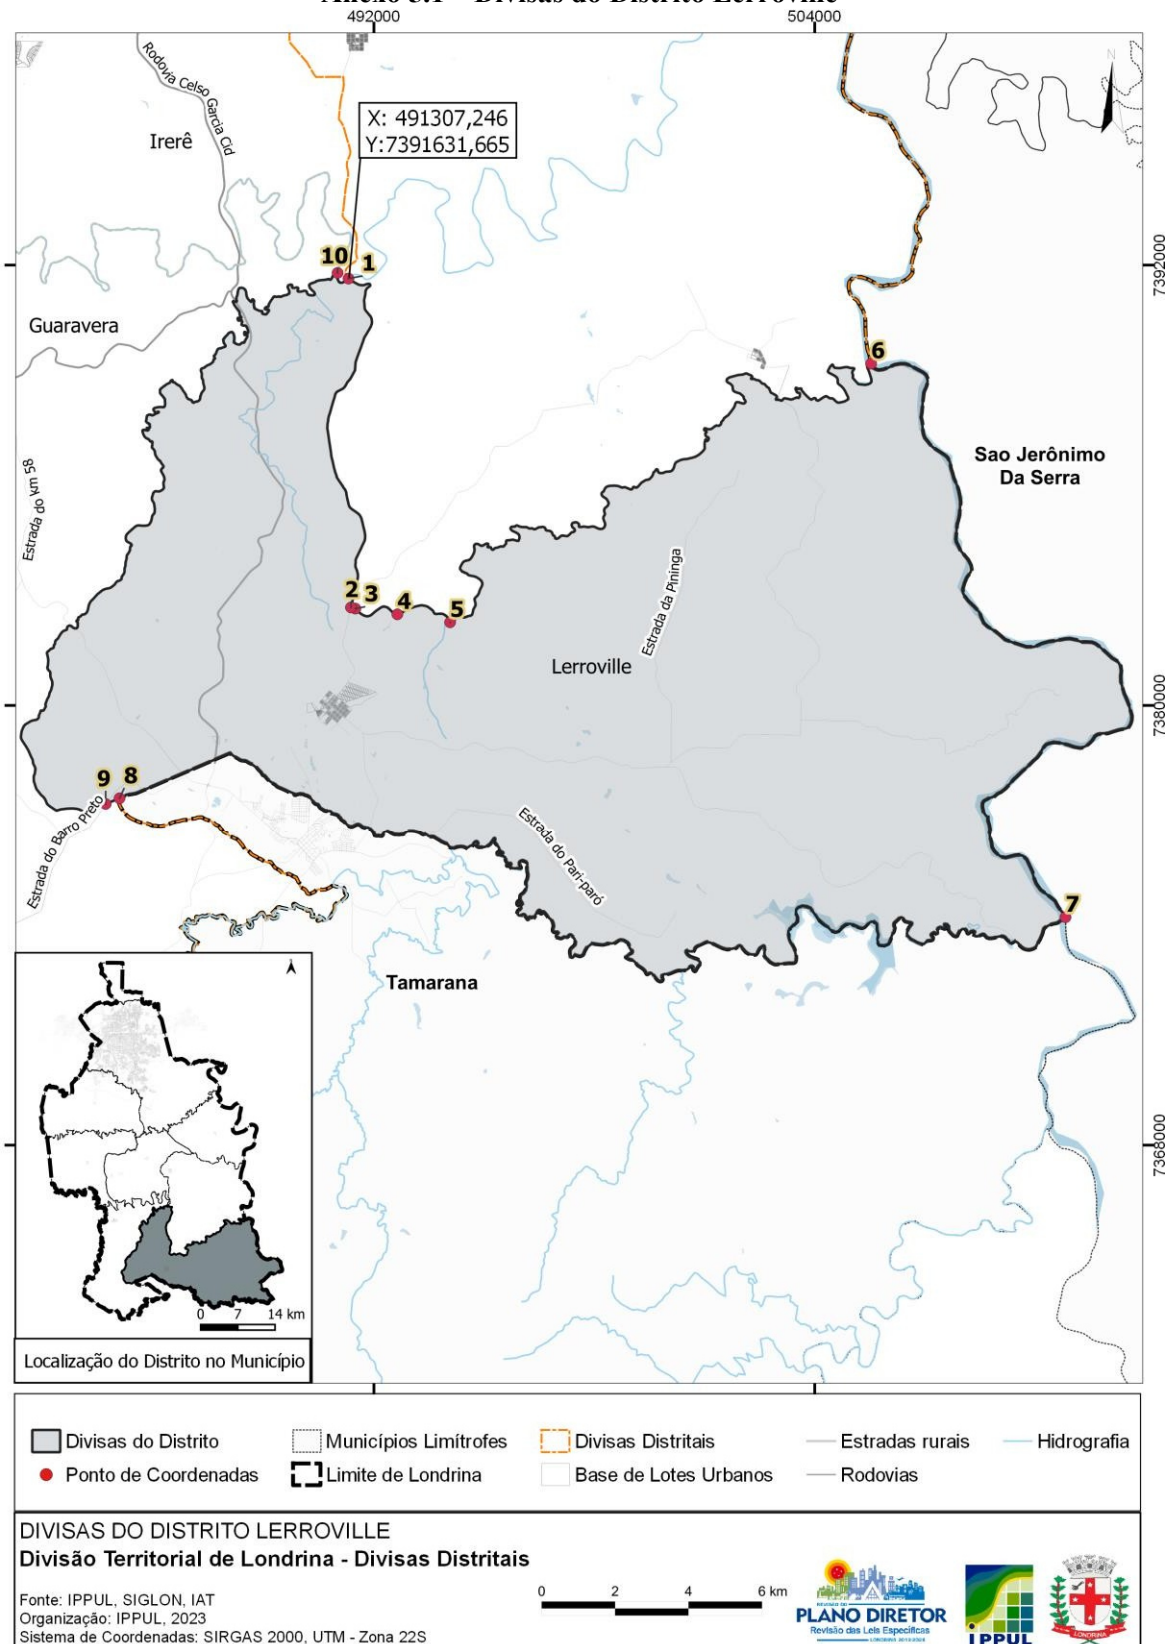 Anexo 3.1 – Divisas do Distrito Lerroville
492000
504000
Rodovia Celso Garcia Cid
N
X: 491307,246
Y:7391631,665
Irerê
10
1
7392000
Guaravera
6
Sao Jerônimo
Da Serra
Estrada do km 58
Estrada da Pininga
2
3
4
5
Lerroville
7380000
9
8
Estrada do Barro Preto
Estrada do Pari-paró
7
Tamarana
7368000
0 7 14 km
Localização do Distrito no Município
Divisas do Distrito
Municípios Limítrofes
Divisas Distritais
Estradas rurais
Hidrografia
Ponto de Coordenadas
Limite de Londrina
Base de Lotes Urbanos
Rodovias
DIVISAS DO DISTRITO LERROVILLE
Divisão Territorial de Londrina - Divisas Distritais
Fonte: IPPUL, SIGLON, IAT
Organização: IPPUL, 2023
Sistema de Coordenadas: SIRGAS 2000, UTM - Zona 22S
0 2 4 6 km
PLANO DIRETOR
Revisão das Leis Específicas
IPPUL
LONDRINA